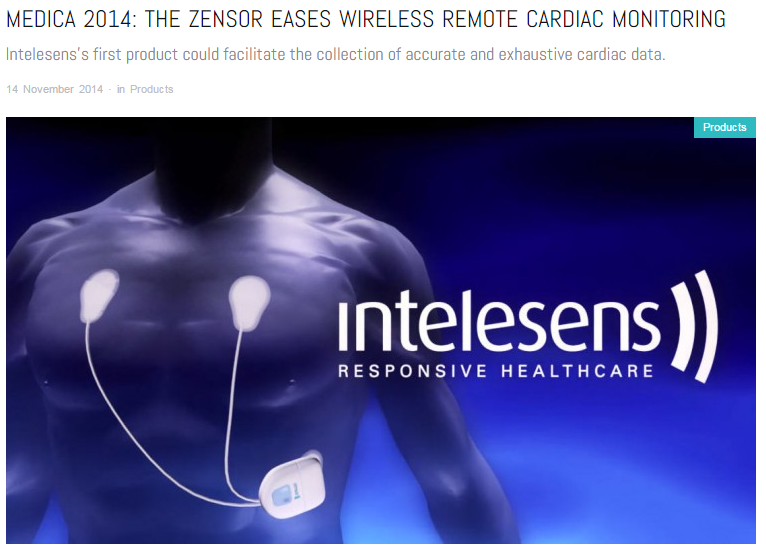 MEDICA 2014: THE ZENSOR EASES WIRELESS REMOTE CARDIAC MONITORING
Intelesens's first product could facilitate the collection of accurate and exhaustive cardiac data.
14 November 2014 · in Products
Products
intelesens
RESPONSIVE HEALTHCARE